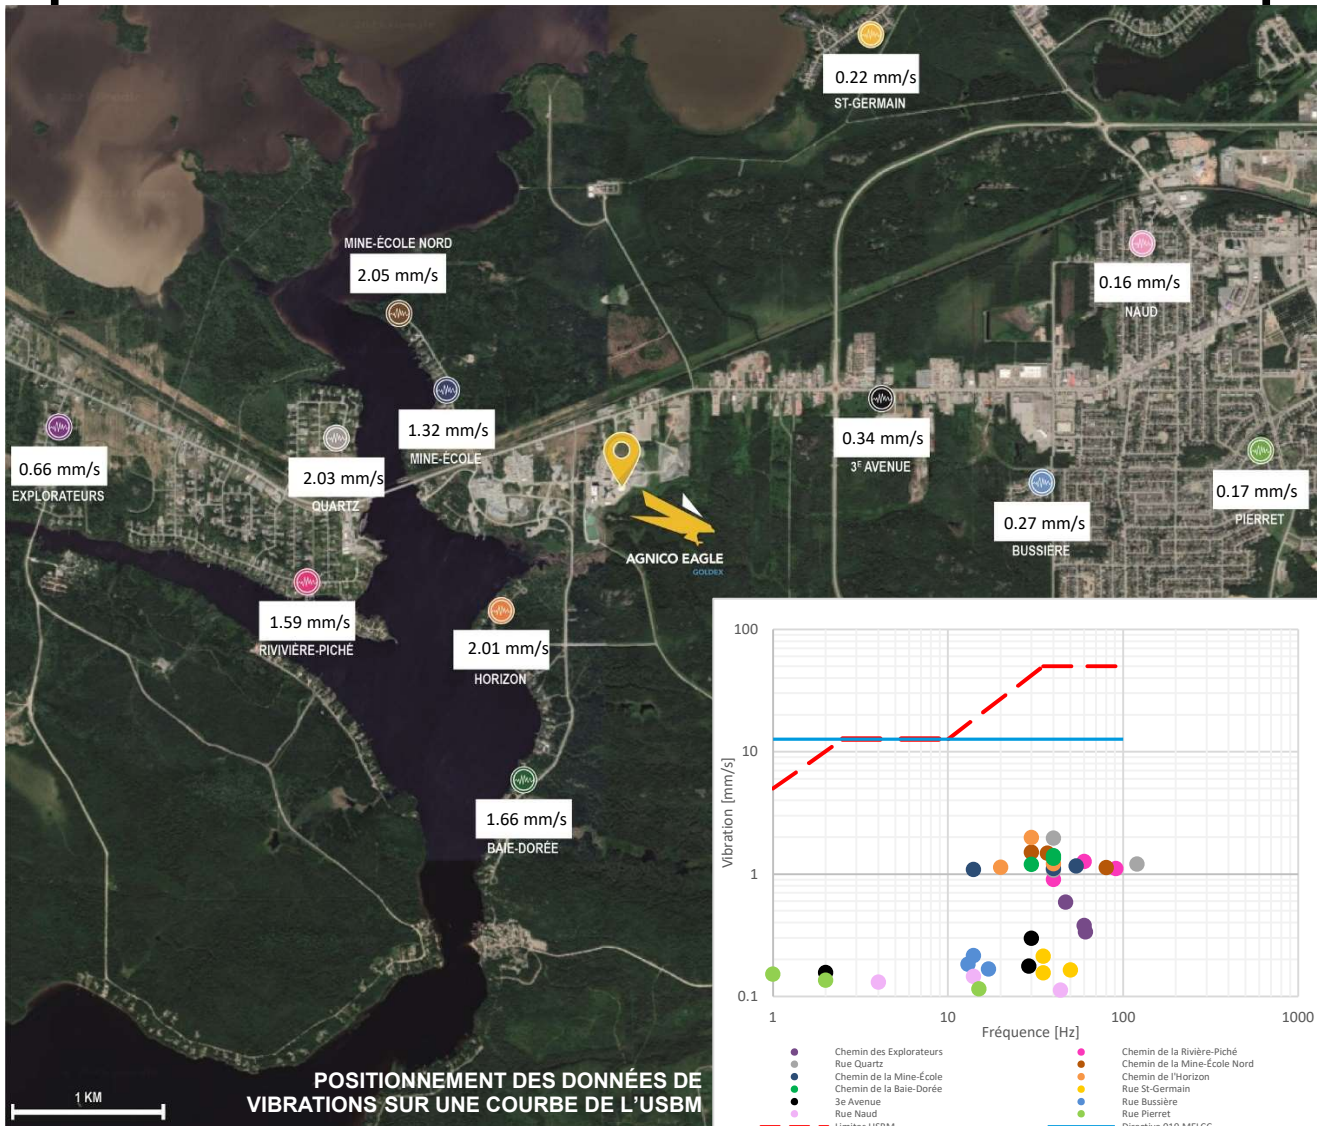 0.22 mm/s
ST-GERMAIN
MINE-ÉCOLE NORD
2.05 mm/s
0.16 mm/s
NAUD
1.32 mm/s
MINE-ÉCOLE
0.34 mm/s
3E AVENUE
0.66 mm/s
EXPLORATEURS
2.03 mm/s
QUARTZ
0.17 mm/s
PIERRET
0.27 mm/s
BUSSIÈRE
AGNICO EAGLE
GOLDEX
1.59 mm/s
RIVIVIÈRE-PICHÉ
2.01 mm/s
HORIZON
1.66 mm/s
BAIE-DORÉE
100
10
1
0.1
Vibration [mm/s]
1 10 100 1000
Fréquence [Hz]
Chemin des Explorateurs
Chemin de la Rivière-Piché
Rue Quartz
Chemin de la Mine-École Nord
Chemin de la Mine-École
Chemin de l'Horizon
Chemin de la Baie-Dorée
Rue St-Germain
3e Avenue
Rue Bussière
Rue Naud
Rue Pierret
Limites USBM
Directive 019 MELCC
POSITIONNEMENT DES DONNÉES DE
VIBRATIONS SUR UNE COURBE DE L'USBM
1 KM